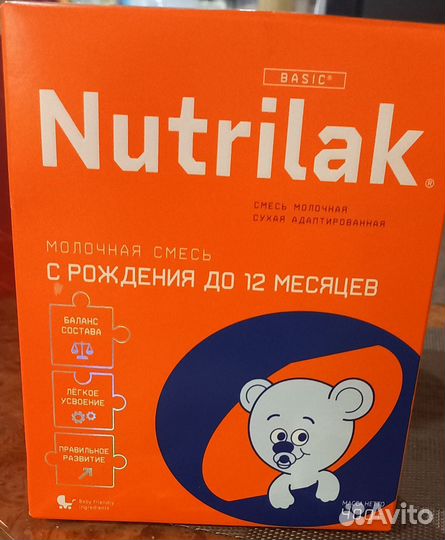 BASIC®
Nutrilak®
СМЕСЬ МОЛОЧНАЯ
СУХАЯ АДАПТИРОВАННАЯ
МОЛОЧНАЯ СМЕСЬ
С РОЖДЕНИЯ ДО 12 МЕСЯЦЕВ
БАЛАНС
СОСТАВА
ЛЁГКОЕ
УСВОЕНИЕ
ПРАВИЛЬНОЕ
РАЗВИТИЕ
Baby friendly
ingredients
МАССА НЕТТО
Avito